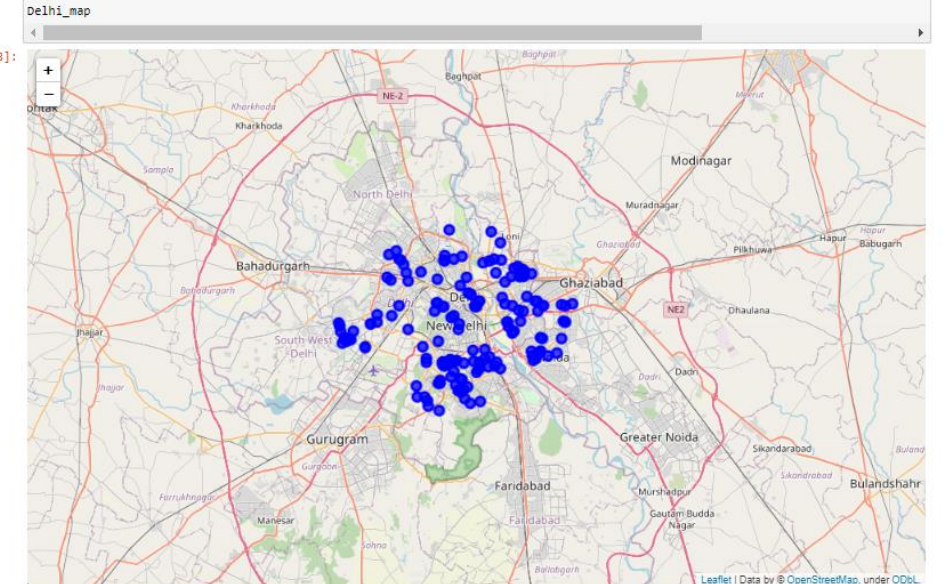 Delhi_map
]:
+
−
Baghpat
Baghpat
NE-2
Meerut
Kharkhoda
Kharkhoda
Sampla
Modinagar
North Delhi
Muradnagar
Loni
Ghaziabad
Hapur
Pilkhuwa
Hapur
Babugarh
Bahadurgarh
Ghaziabad
Bahadurgarh
Delhi
NE2
Dhaulana
New Delhi
Jhajjar
South West
Delhi
Dadri
Dadri
Jhajjar
Gurugram
Greater Noida
Gurgaon
Sikandarabad
Sikandrabad
Bulandshahr
Farrukhnagar
Faridabad
Murshadpur
Manesar
Faridabad
Gautam Budda
Nagar
Sohna
Ballabgarh
Leaflet | Data by © OpenStreetMap, under ODbL.